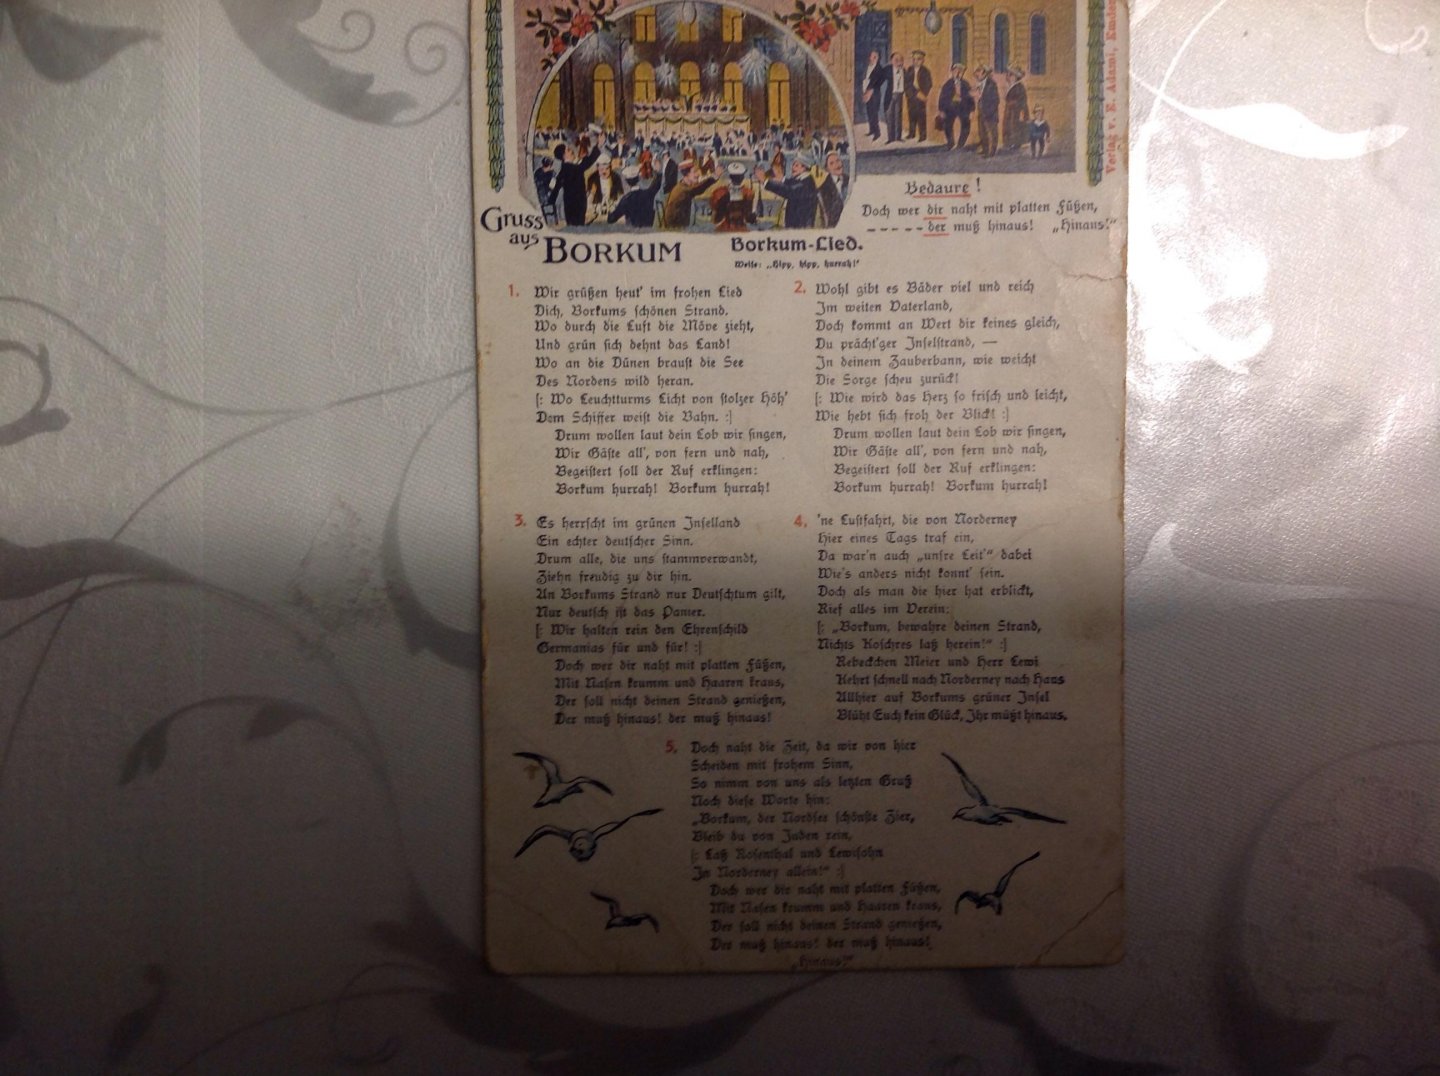 Verlag v. E. Adami, Emden
Bedaure!
Doch wer dir naht mit platten Füßen,
– – – – – der muß hinaus! „Hinaus!"
Gruss
aus BORKUM
Borkum-Lied.
Weise: „Hipp, hipp, hurrah!"
1. Wir grüßen heut' im frohen Lied
Dich, Borkums schönen Strand.
Wo durch die Luft die Möve zieht,
Und grün sich dehnt das Land!
Wo an die Dünen braust die See
Des Nordens wild heran.
[: Wo Leuchtturms Licht von stolzer Höh'
Dem Schiffer weist die Bahn. :]
Drum wollen laut dein Lob wir singen,
Wir Gäste all', von fern und nah,
Begeistert soll der Ruf erklingen:
Borkum hurrah! Borkum hurrah!
2. Wohl gibt es Bäder viel und reich
Im weiten Vaterland,
Doch kommt an Wert dir keines gleich,
Du prächt'ger Inselstrand, —
In deinem Zauberbann, wie weicht
Die Sorge scheu zurück!
[: Wie wird das Herz so frisch und leicht,
Wie hebt sich froh der Blick! :]
Drum wollen laut dein Lob wir singen,
Wir Gäste all', von fern und nah,
Begeistert soll der Ruf erklingen:
Borkum hurrah! Borkum hurrah!
3. Es herrscht im grünen Inselland
Ein echter deutscher Sinn.
Drum alle, die uns stammverwandt,
Ziehn freudig zu dir hin.
An Borkums Strand nur Deutschtum gilt,
Nur deutsch ist das Panier.
[: Wir halten rein den Ehrenschild
Germanias für und für! :]
Doch wer dir naht mit platten Füßen,
Mit Nasen krumm und Haaren kraus,
Der soll nicht deinen Strand genießen,
Der muß hinaus! der muß hinaus!
4. 'ne Lustfahrt, die von Norderney
Hier eines Tags traf ein,
Da war'n auch „unsre Leit'" dabei
Wie's anders nicht konnt' sein.
Doch als man die hier hat erblickt,
Rief alles im Verein:
[: „Borkum, bewahre deinen Strand,
Nichts Koschres laß herein!" :]
Rebeckchen Meier und Herr Lewi
Kehrt schnell nach Norderney nach Haus
Allhier auf Borkums grüner Insel
Blüht Euch kein Glück, Ihr müßt hinaus.
5. Doch naht die Zeit, da wir von hier
Scheiden mit frohem Sinn,
So nimm von uns als letzten Gruß
Noch diese Worte hin:
„Borkum, der Nordsee schönste Zier,
Bleib du von Juden rein,
[: Laß Rosenthal und Lewisohn
In Norderney allein!" :]
Doch wer dir naht mit platten Füßen,
Mit Nasen krumm und Haaren kraus,
Der soll nicht deinen Strand genießen,
Der muß hinaus! der muß hinaus!
„Hinaus!"